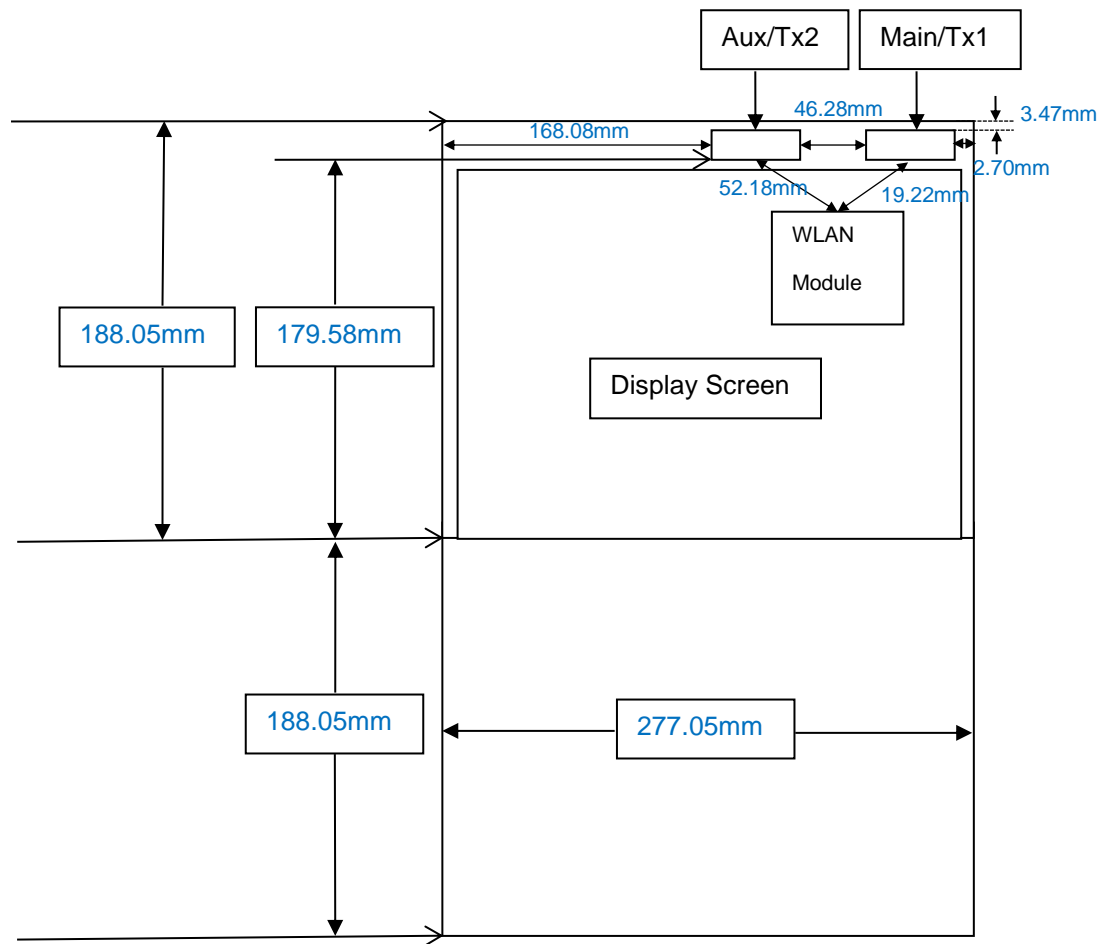 Aux/Tx2
Main/Tx1
46.28mm
3.47mm
168.08mm
2.70mm
52.18mm
19.22mm
WLAN
Module
188.05mm
179.58mm
Display Screen
188.05mm
277.05mm